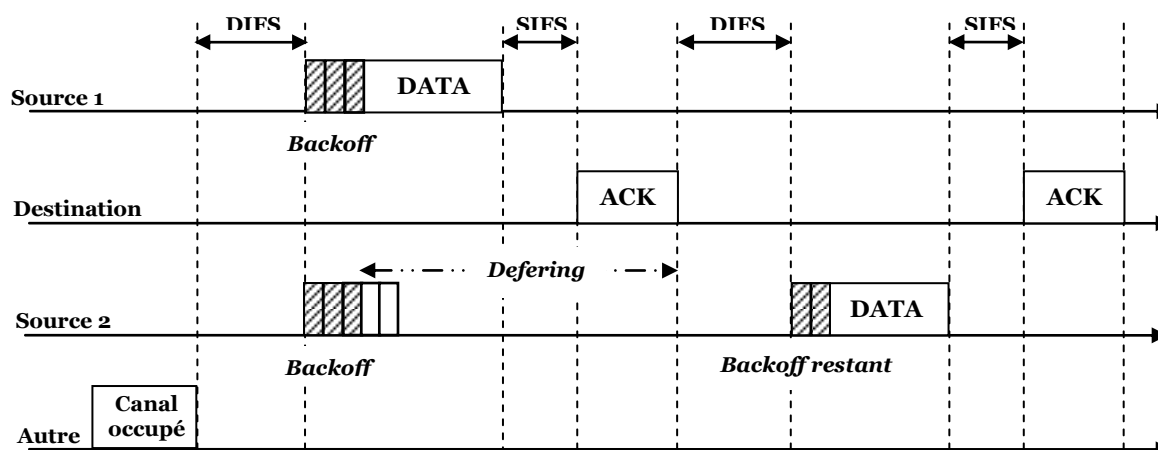 DIFS SIFS DIFS SIFS
DATA
Source 1
Backoff
ACK ACK
Destination
Defering
DATA
Source 2
Backoff Backoff restant
Canal
occupé
Autre